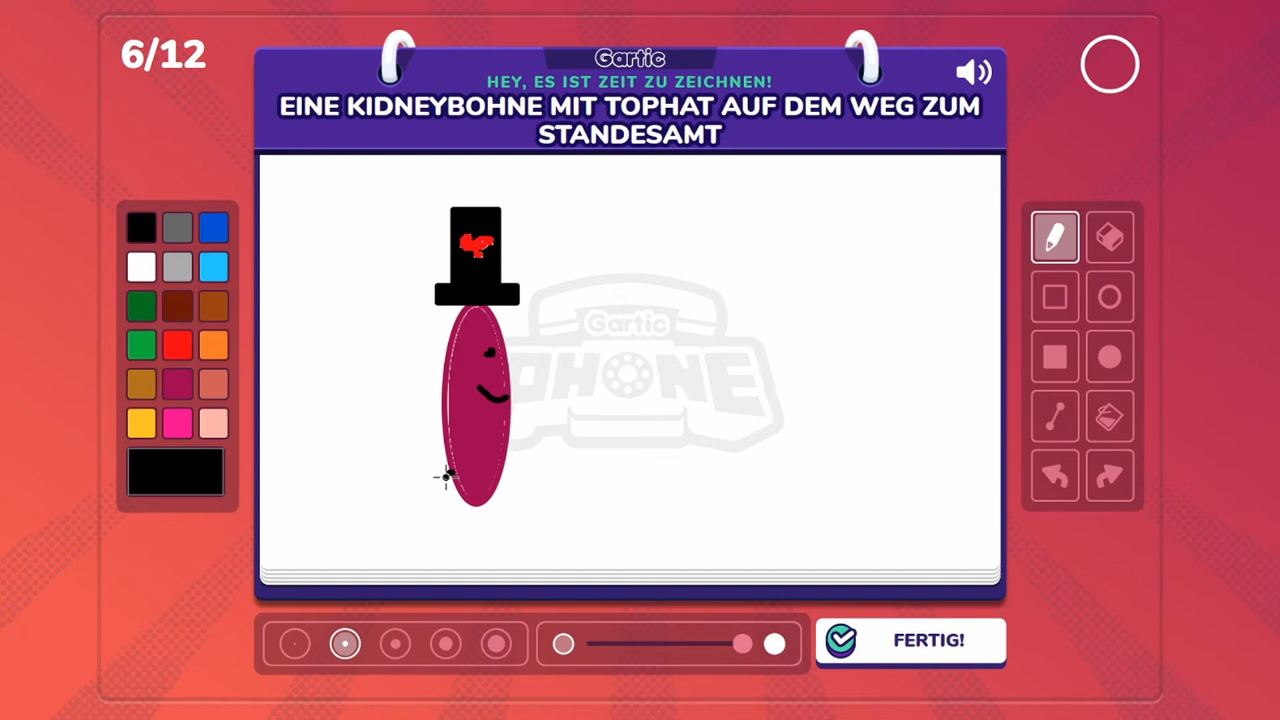 6/12
Gartic
HEY, ES IST ZEIT ZU ZEICHNEN!
EINE KIDNEYBOHNE MIT TOPHAT AUF DEM WEG ZUM
STANDESAMT
Gartic
PHONE
FERTIG!